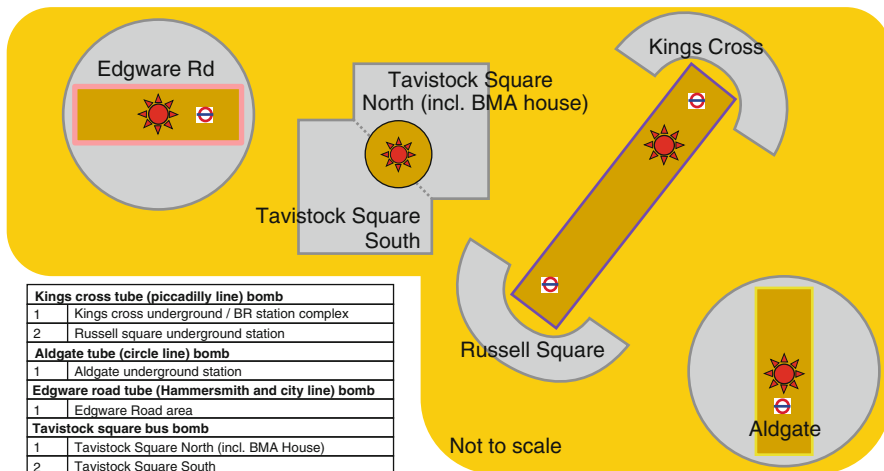 Edgware Rd
Tavistock Square
North (incl. BMA house)
Kings Cross
Tavistock Square
South
Russell Square
Aldgate
Not to scale
Kings cross tube (piccadilly line) bomb
1 Kings cross underground / BR station complex
2 Russell square underground station
Aldgate tube (circle line) bomb
1 Aldgate underground station
Edgware road tube (Hammersmith and city line) bomb
1 Edgware Road area
Tavistock square bus bomb
1 Tavistock Square North (incl. BMA House)
2 Tavistock Square South